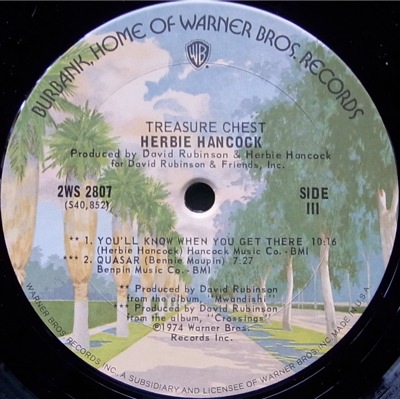 BURBANK, HOME OF WARNER BROS. RECORDS
WB
TREASURE CHEST
HERBIE HANCOCK
Produced by David Rubinson & Herbie Hancock
for David Rubinson & Friends, Inc.
2WS 2807
(S40,852)
SIDE
III
** 1. YOU'LL KNOW WHEN YOU GET THERE 10:16
(Herbie Hancock) Hancock Music Co. - BMI
*** 2. QUASAR (Bennie Maupin) 7:27
Benpin Music Co. - BMI
** Produced by David Rubinson
from the album, "Mwandishi"
*** Produced by David Rubinson
from the album, "Crossings"
℗1974 Warner Bros.
Records Inc.
WARNER BROS. RECORDS INC., A SUBSIDIARY AND LICENSEE OF WARNER BROS. INC. MADE IN U.S.A.